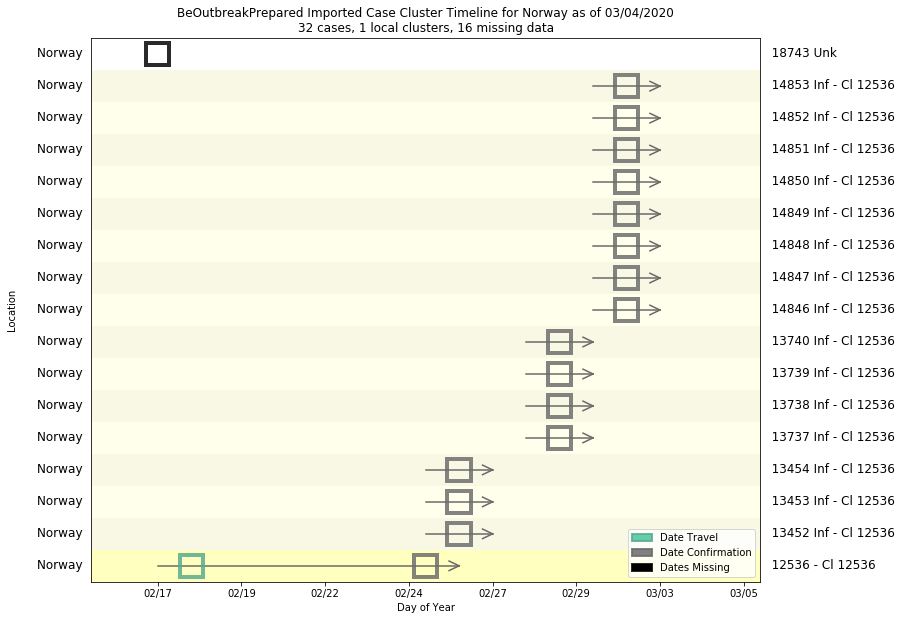 BeOutbreakPrepared Imported Case Cluster Timeline for Norway as of 03/04/2020
32 cases, 1 local clusters, 16 missing data
Norway 18743 Unk
Norway 14853 Inf - Cl 12536
Norway 14852 Inf - Cl 12536
Norway 14851 Inf - Cl 12536
Norway 14850 Inf - Cl 12536
Norway 14849 Inf - Cl 12536
Norway 14848 Inf - Cl 12536
Norway 14847 Inf - Cl 12536
Norway 14846 Inf - Cl 12536
Norway 13740 Inf - Cl 12536
Norway 13739 Inf - Cl 12536
Norway 13738 Inf - Cl 12536
Norway 13737 Inf - Cl 12536
Norway 13454 Inf - Cl 12536
Norway 13453 Inf - Cl 12536
Norway 13452 Inf - Cl 12536
Norway 12536 - Cl 12536
Location
Date Travel
Date Confirmation
Dates Missing
02/17 02/19 02/22 02/24 02/27 02/29 03/03 03/05
Day of Year